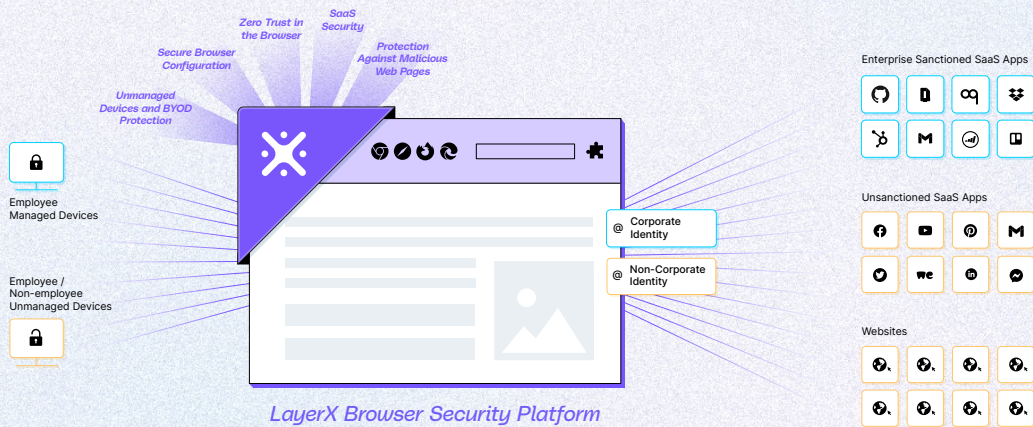 SaaS
Security
Zero Trust in
the Browser
Secure Browser
Configuration
Protection
Against Malicious
Web Pages
Unmanaged
Devices and BYOD
Protection
Employee
Managed Devices
Employee /
Non-employee
Unmanaged Devices
@ Corporate
Identity
@ Non-Corporate
Identity
Enterprise Sanctioned SaaS Apps
Unsanctioned SaaS Apps
we
in
Websites
LayerX Browser Security Platform